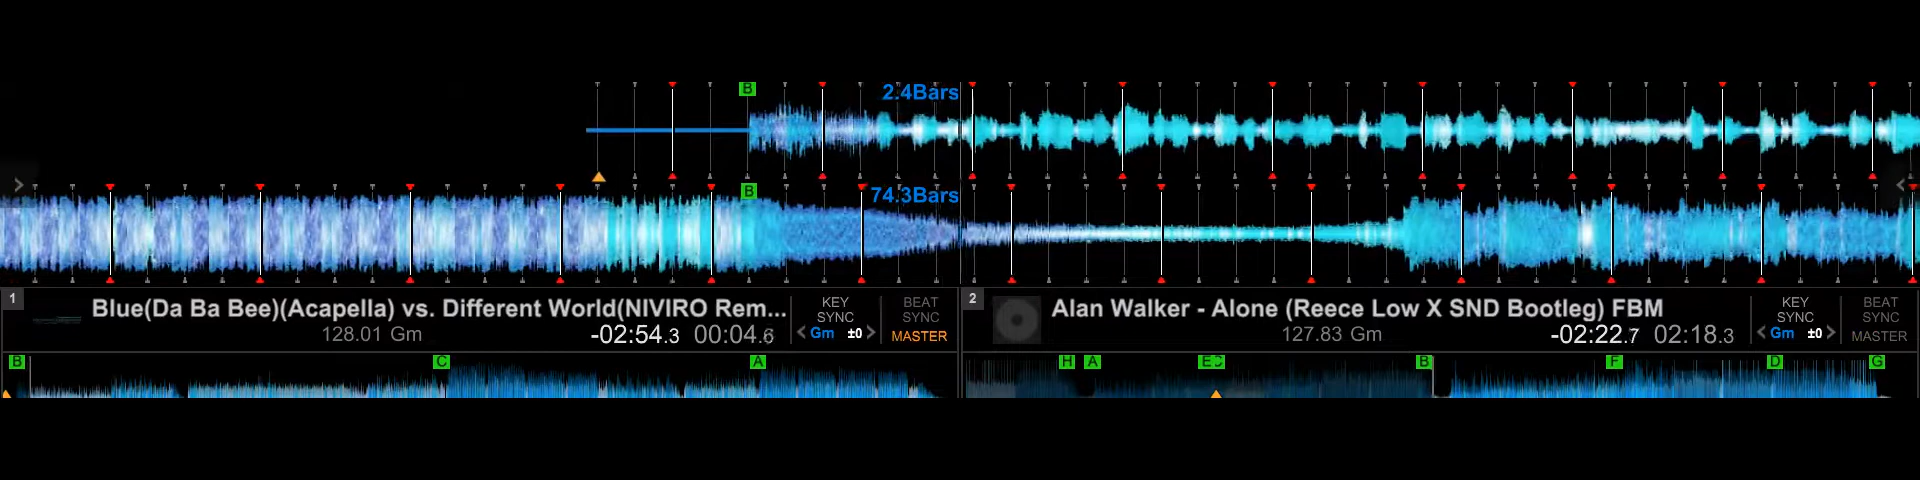 B
2.4Bars
B
74.3Bars
1
Blue(Da Ba Bee)(Acapella) vs. Different World(NIVIRO Rem...
128.01 Gm
-02:54.3 00:04.6
KEY
SYNC
Gm ±0
BEAT
SYNC
MASTER
B C A
2
Alan Walker - Alone (Reece Low X SND Bootleg) FBM
127.83 Gm
-02:22.7 02:18.3
KEY
SYNC
Gm ±0
BEAT
SYNC
MASTER
H A E B F D G